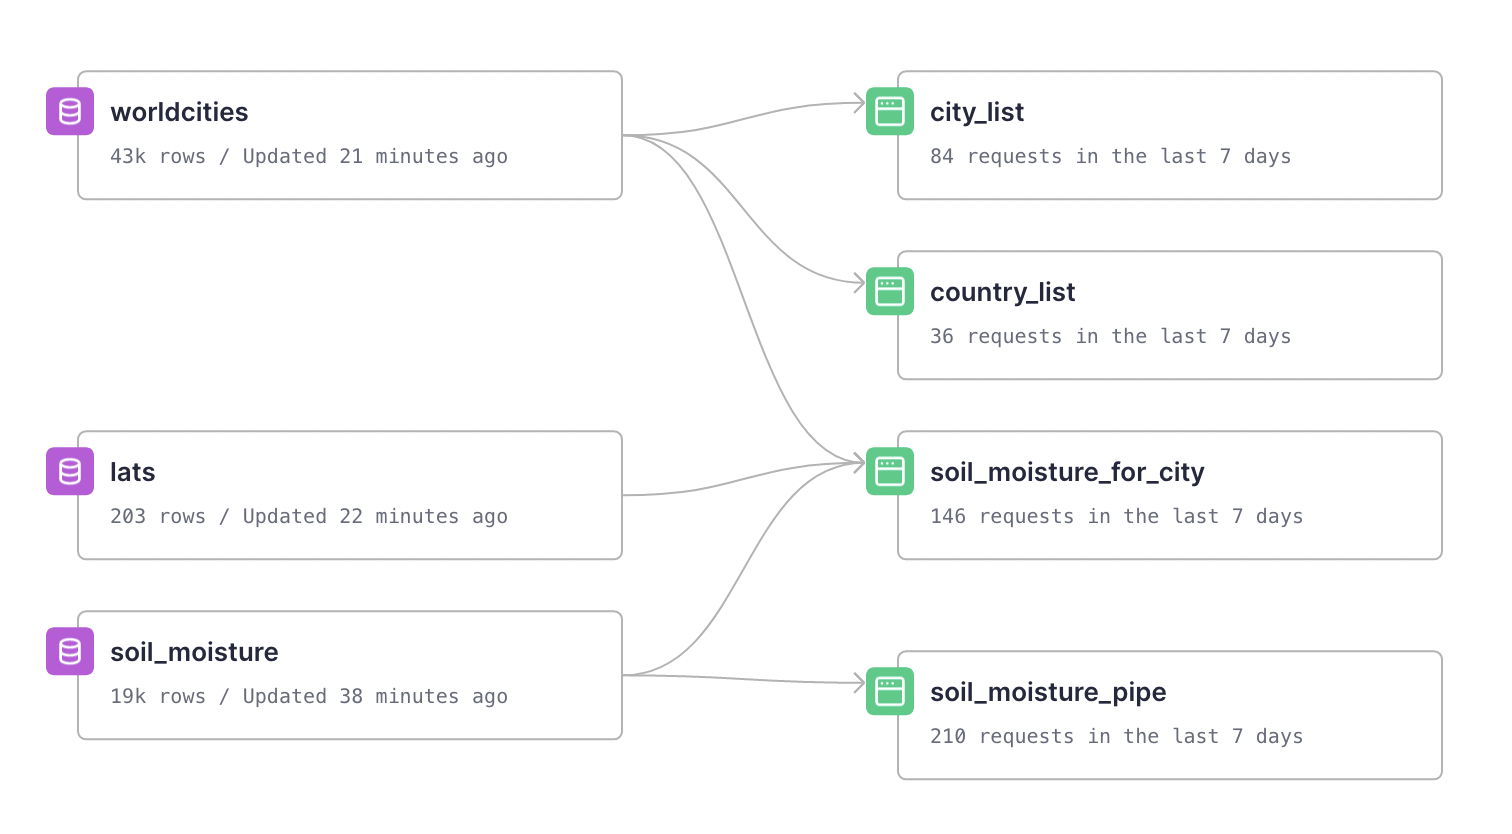 worldcities
43k rows / Updated 21 minutes ago
city_list
84 requests in the last 7 days
country_list
36 requests in the last 7 days
lats
203 rows / Updated 22 minutes ago
soil_moisture_for_city
146 requests in the last 7 days
soil_moisture
19k rows / Updated 38 minutes ago
soil_moisture_pipe
210 requests in the last 7 days